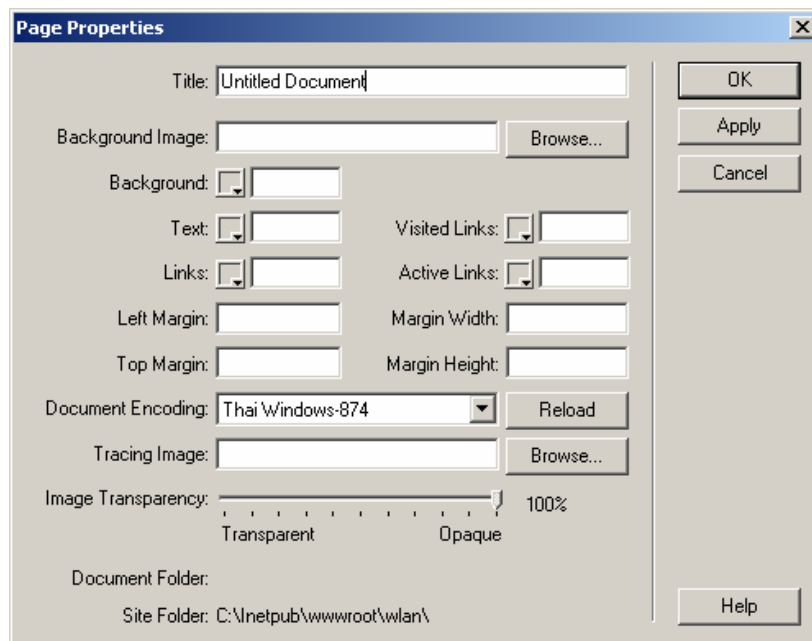 Page Properties
Title: Untitled Document
OK
Background Image: Browse...
Apply
Background:
Cancel
Text: Visited Links:
Links: Active Links:
Left Margin: Margin Width:
Top Margin: Margin Height:
Document Encoding: Thai Windows-874 Reload
Tracing Image: Browse...
Image Transparency: 100%
Transparent Opaque
Document Folder:
Site Folder: C:\Inetpub\wwwroot\wlan\
Help